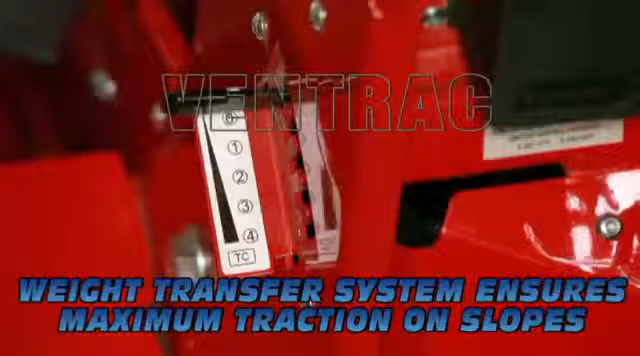 VENTRAC
0
1
2
3
4
TC
WEIGHT TRANSFER SYSTEM ENSURES
MAXIMUM TRACTION ON SLOPES